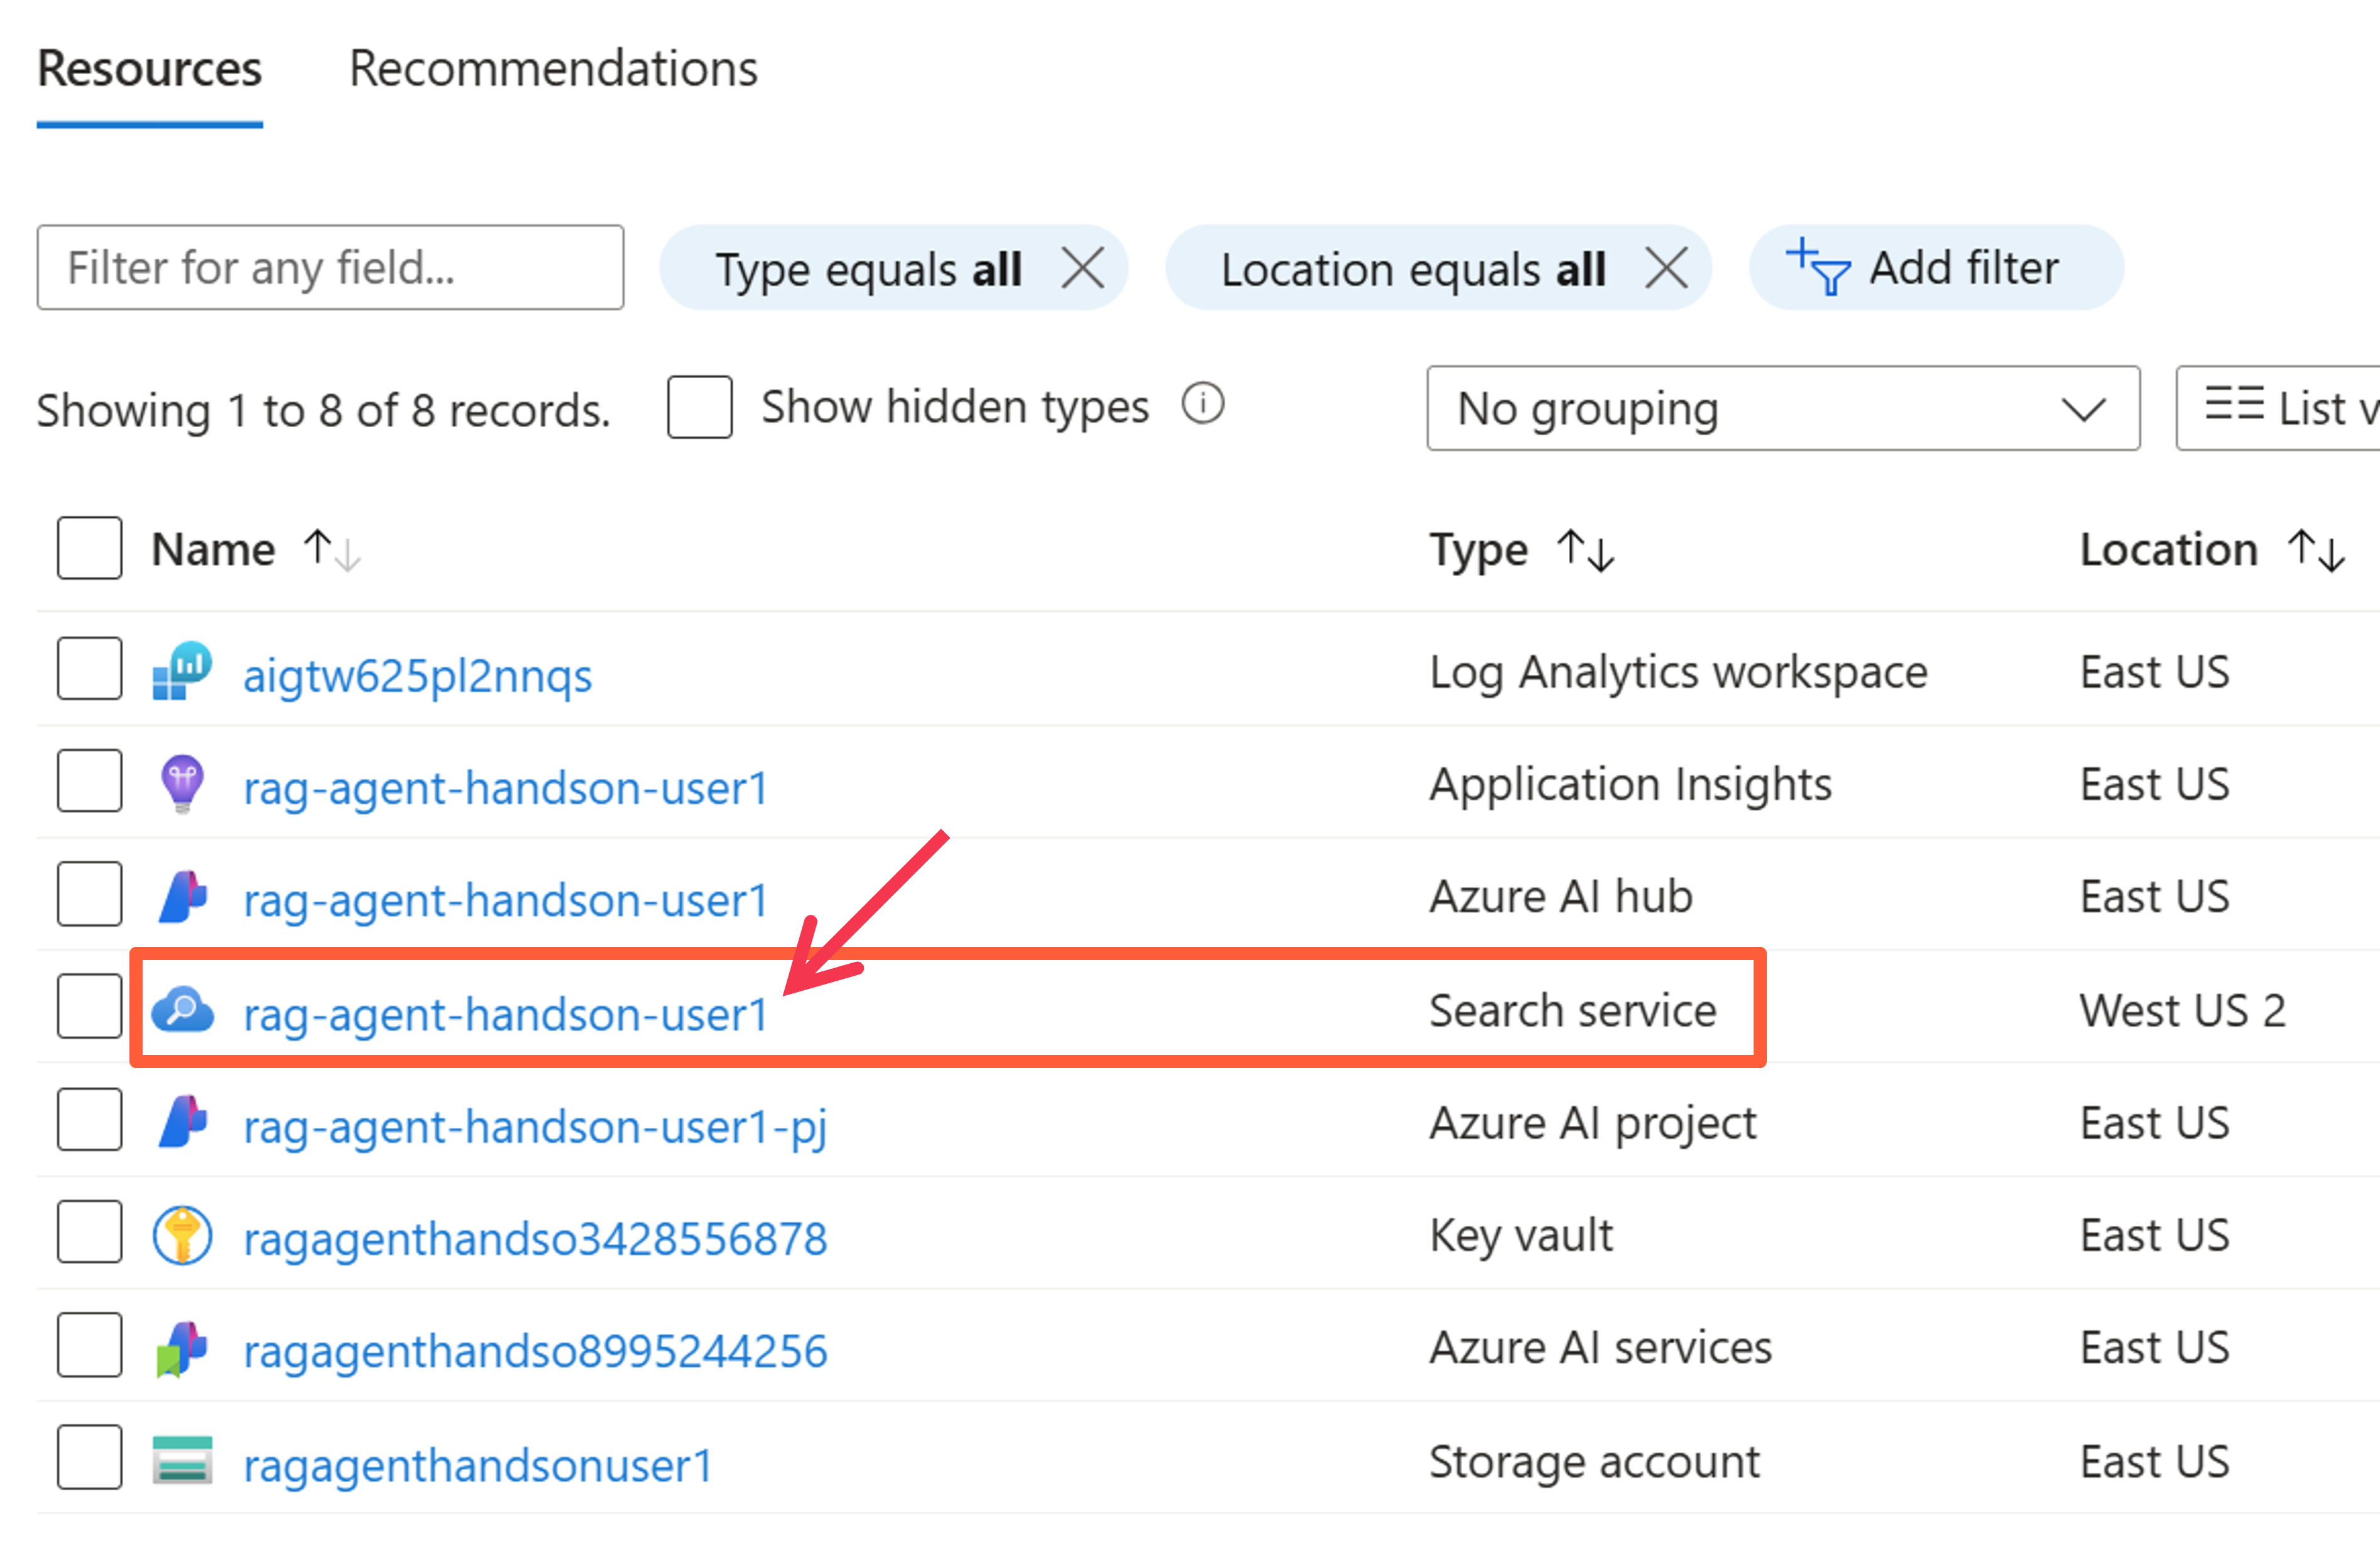 Resources Recommendations
Filter for any field... Type equals all Location equals all Add filter
Showing 1 to 8 of 8 records. Show hidden types No grouping List
Name Type Location
aigtw625pl2nnqs Log Analytics workspace East US
rag-agent-handson-user1 Application Insights East US
rag-agent-handson-user1 Azure AI hub East US
rag-agent-handson-user1 Search service West US 2
rag-agent-handson-user1-pj Azure AI project East US
ragagenthandso3428556878 Key vault East US
ragagenthandso8995244256 Azure AI services East US
ragagenthandsonuser1 Storage account East US